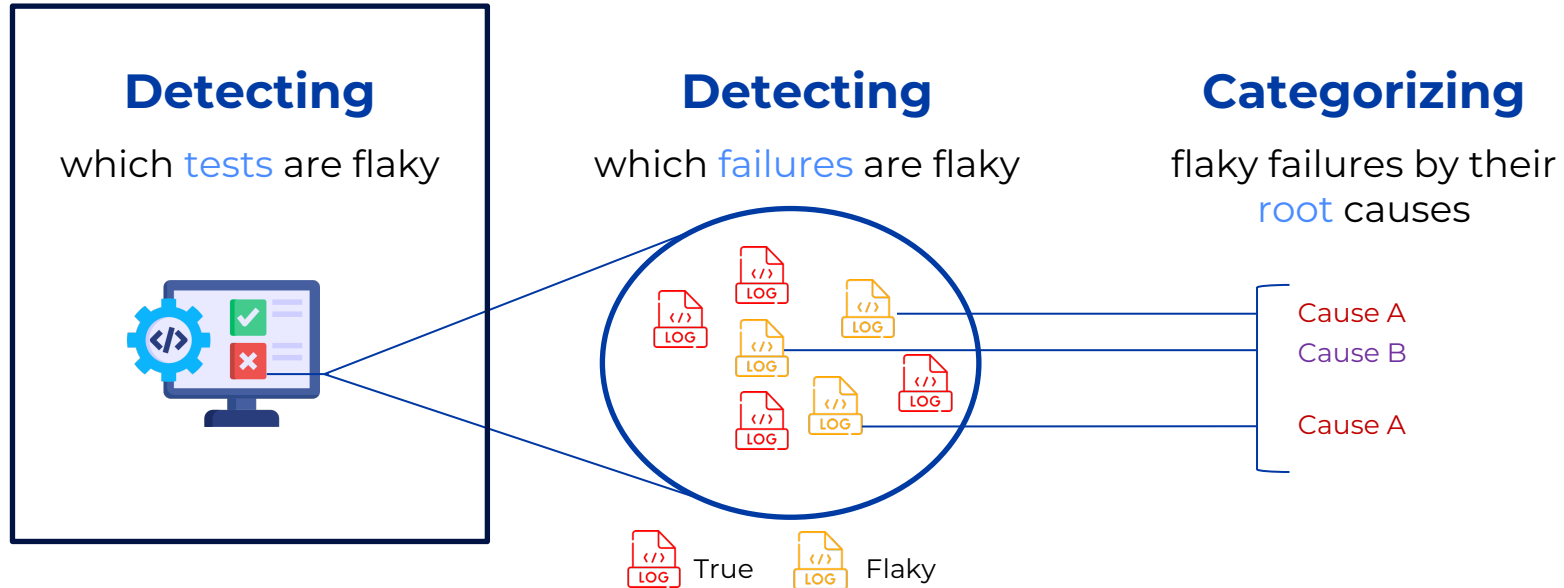 Detecting
which tests are flaky
</>
Detecting
which failures are flaky
</>
LOG
</>
LOG
</>
LOG
</>
LOG
</>
LOG
</>
LOG
</>
LOG
</>
LOG
True
</>
LOG
Flaky
Categorizing
flaky failures by their
root causes
Cause A
Cause B
Cause A